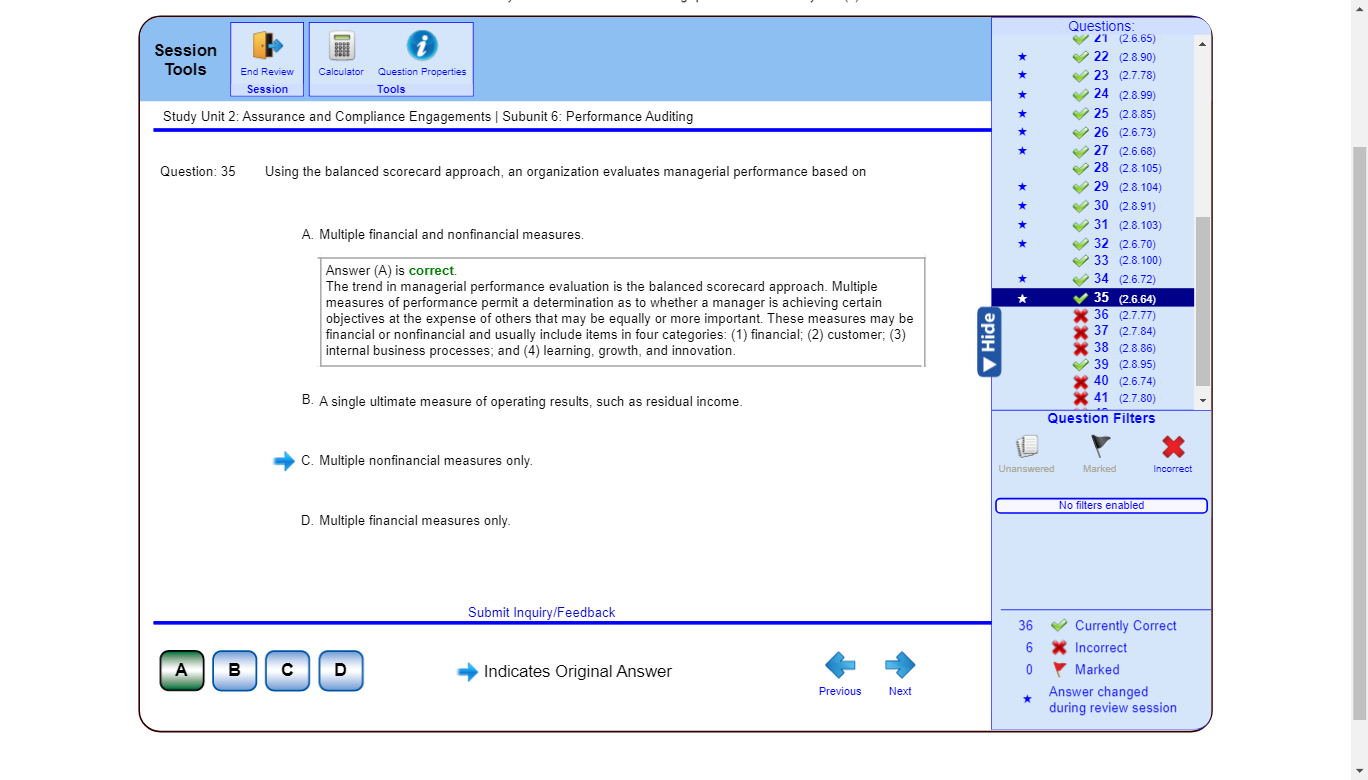 Session
Tools
End Review
Session
Calculator
Question Properties
Tools
Study Unit 2: Assurance and Compliance Engagements | Subunit 6: Performance Auditing
Question: 35
Using the balanced scorecard approach, an organization evaluates managerial performance based on
A. Multiple financial and nonfinancial measures.
Answer (A) is correct.
The trend in managerial performance evaluation is the balanced scorecard approach. Multiple
measures of performance permit a determination as to whether a manager is achieving certain
objectives at the expense of others that may be equally or more important. These measures may be
financial or nonfinancial and usually include items in four categories: (1) financial; (2) customer; (3)
internal business processes; and (4) learning, growth, and innovation.
B. A single ultimate measure of operating results, such as residual income.
C. Multiple nonfinancial measures only.
D. Multiple financial measures only.
Submit Inquiry/Feedback
A
B
C
D
Indicates Original Answer
Previous
Next
Hide
Questions:
21 (2.6.65)
22 (2.8.90)
23 (2.7.78)
24 (2.8.99)
25 (2.8.85)
26 (2.6.73)
27 (2.6.68)
28 (2.8.105)
29 (2.8.104)
30 (2.8.91)
31 (2.8.103)
32 (2.6.70)
33 (2.8.100)
34 (2.6.72)
35 (2.6.64)
36 (2.7.77)
37 (2.7.84)
38 (2.8.86)
39 (2.8.95)
40 (2.6.74)
41 (2.7.80)
Question Filters
Unanswered
Marked
Incorrect
No filters enabled
36 Currently Correct
6 Incorrect
0 Marked
Answer changed
during review session